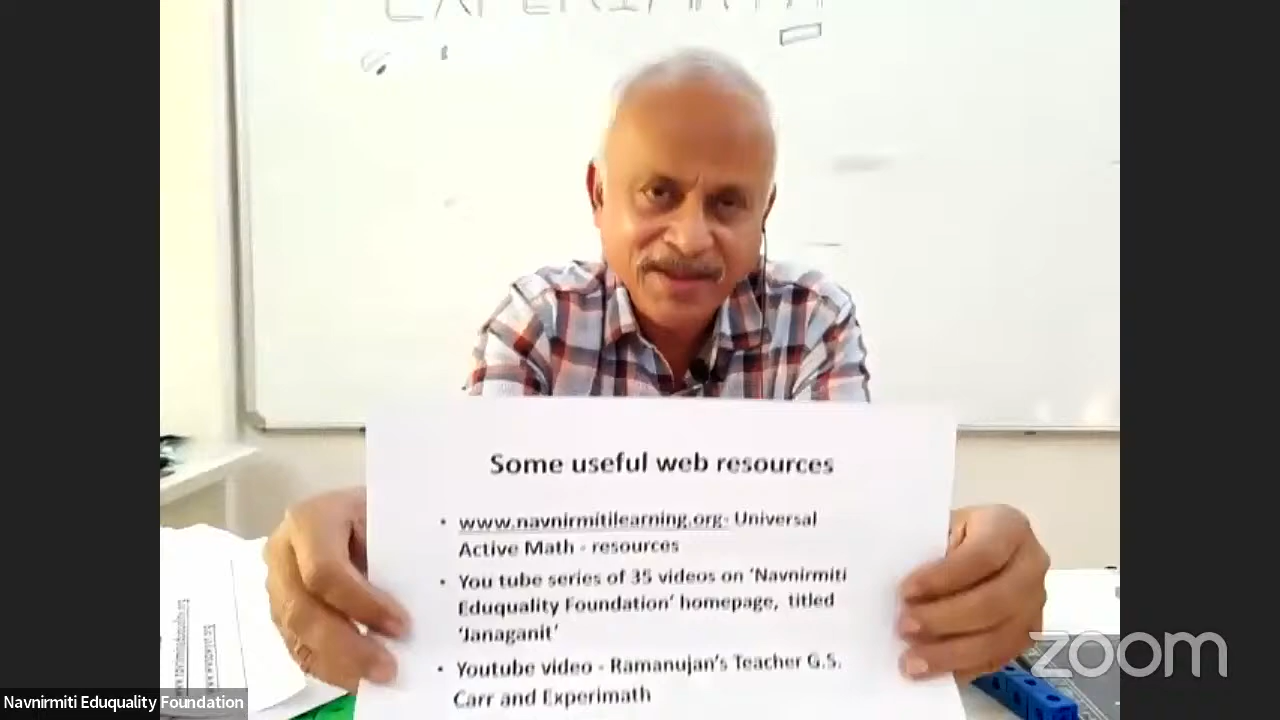 EXPERIMATH
Some useful web resources
• www.navnirmitilearning.org- Universal
Active Math - resources
• You tube series of 35 videos on ‘Navnirmiti
Eduquality Foundation’ homepage, titled
‘Janaganit’
• Youtube video - Ramanujan’s Teacher G.S.
Carr and Experimath
zoom
Navnirmiti Eduquality Foundation